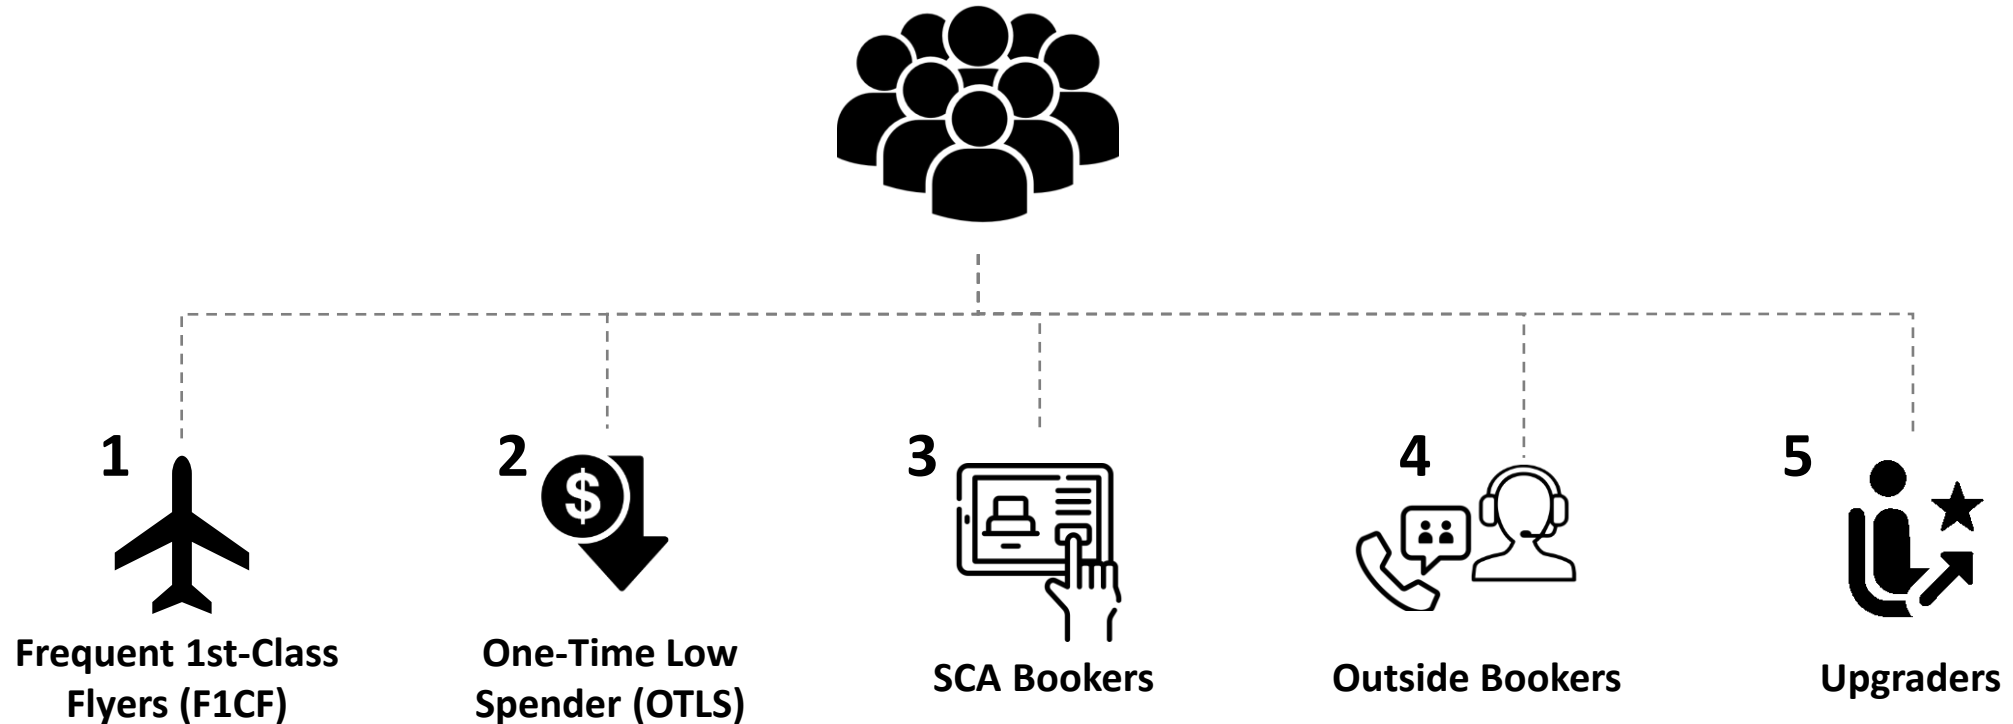 1
Frequent 1st-Class
Flyers (F1CF)
2
$
One-Time Low
Spender (OTLS)
3
SCA Bookers
4
Outside Bookers
5
Upgraders